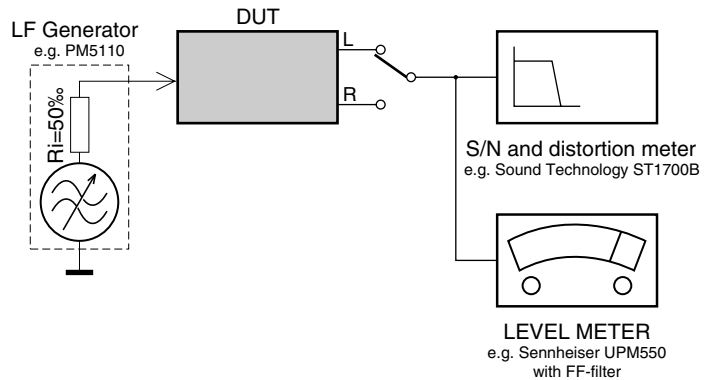 LF Generator
e.g. PM5110
Ri=50‰
DUT
L
R
S/N and distortion meter
e.g. Sound Technology ST1700B
LEVEL METER
e.g. Sennheiser UPM550
with FF-filter